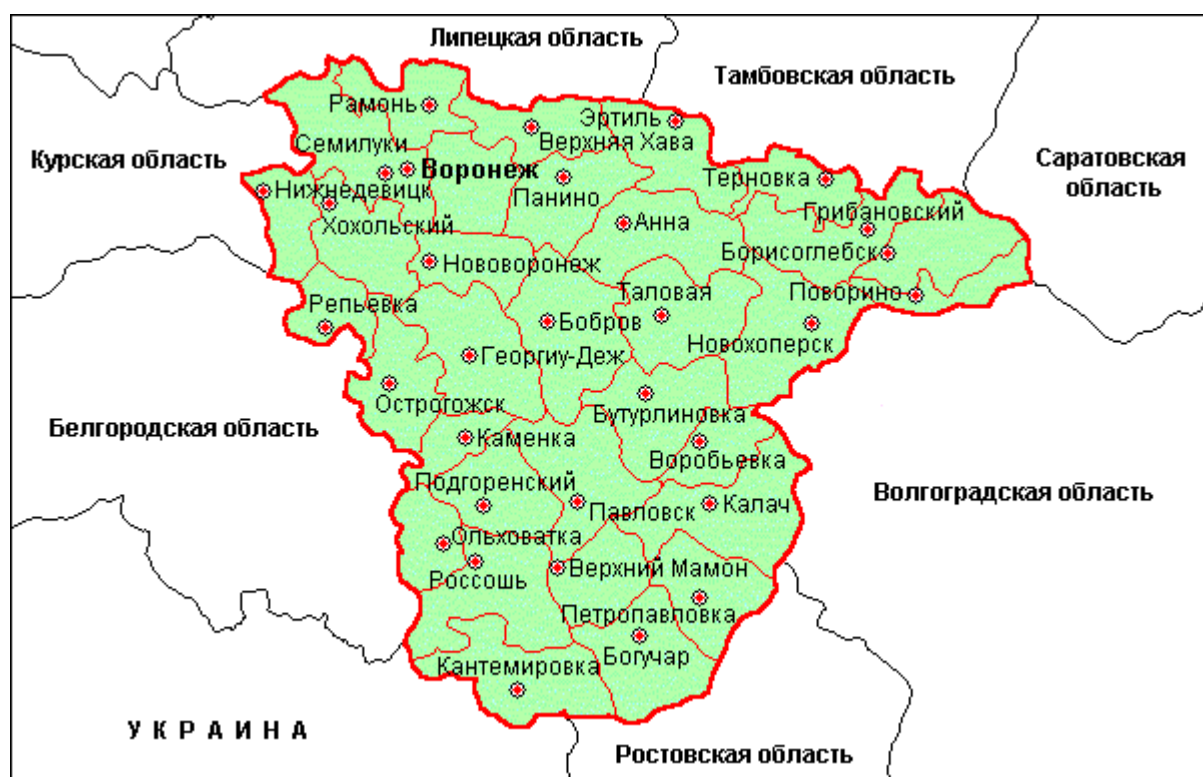 Липецкая область
Тамбовская область
Рамонь
Эртиль
Верхняя Хава
Семилуки
Курская область
Воронеж
Саратовская
область
Терновка
Нижнедевицк
Панино
Хохольский
Анна
Грибановский
Борисоглебск
Нововоронеж
Таловая
Поворино
Репьевка
Бобров
Новохоперск
Георгиу-Деж
Острогожск
Бутурлиновка
Белгородская область
Каменка
Воробьевка
Подгоренский
Волгоградская область
Павловск
Калач
Ольховатка
Россошь
Верхний Мамон
Петропавловка
Богучар
Кантемировка
УКРАИНА
Ростовская область